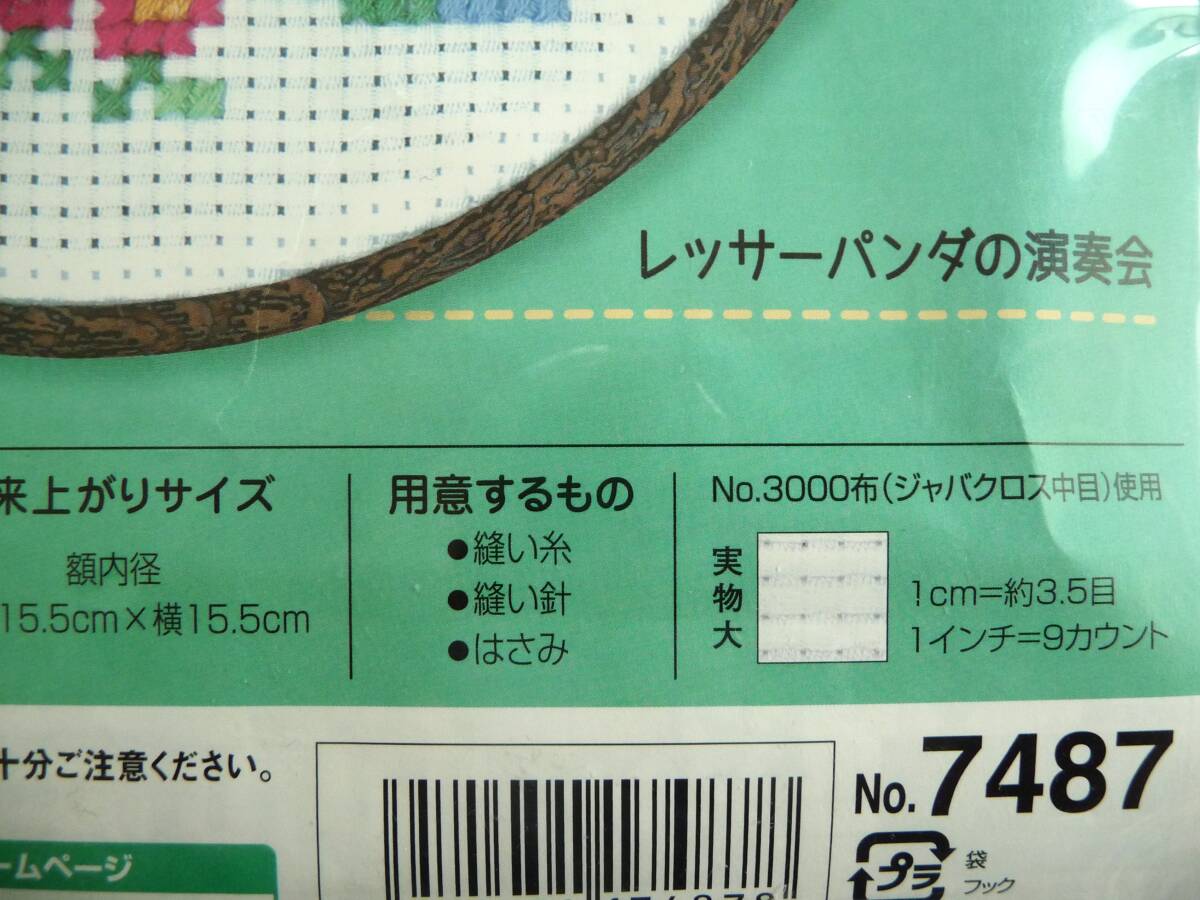 レッサーパンダの演奏会
来上がりサイズ
額内径
15.5cm×横15.5cm
用意するもの
●縫い糸
●縫い針
●はさみ
No.3000布(ジャバクロス中目)使用
実物大
1cm=約3.5目
1インチ=9カウント
十分ご注意ください。
ームページ
No.7487
プラ
袋
フック